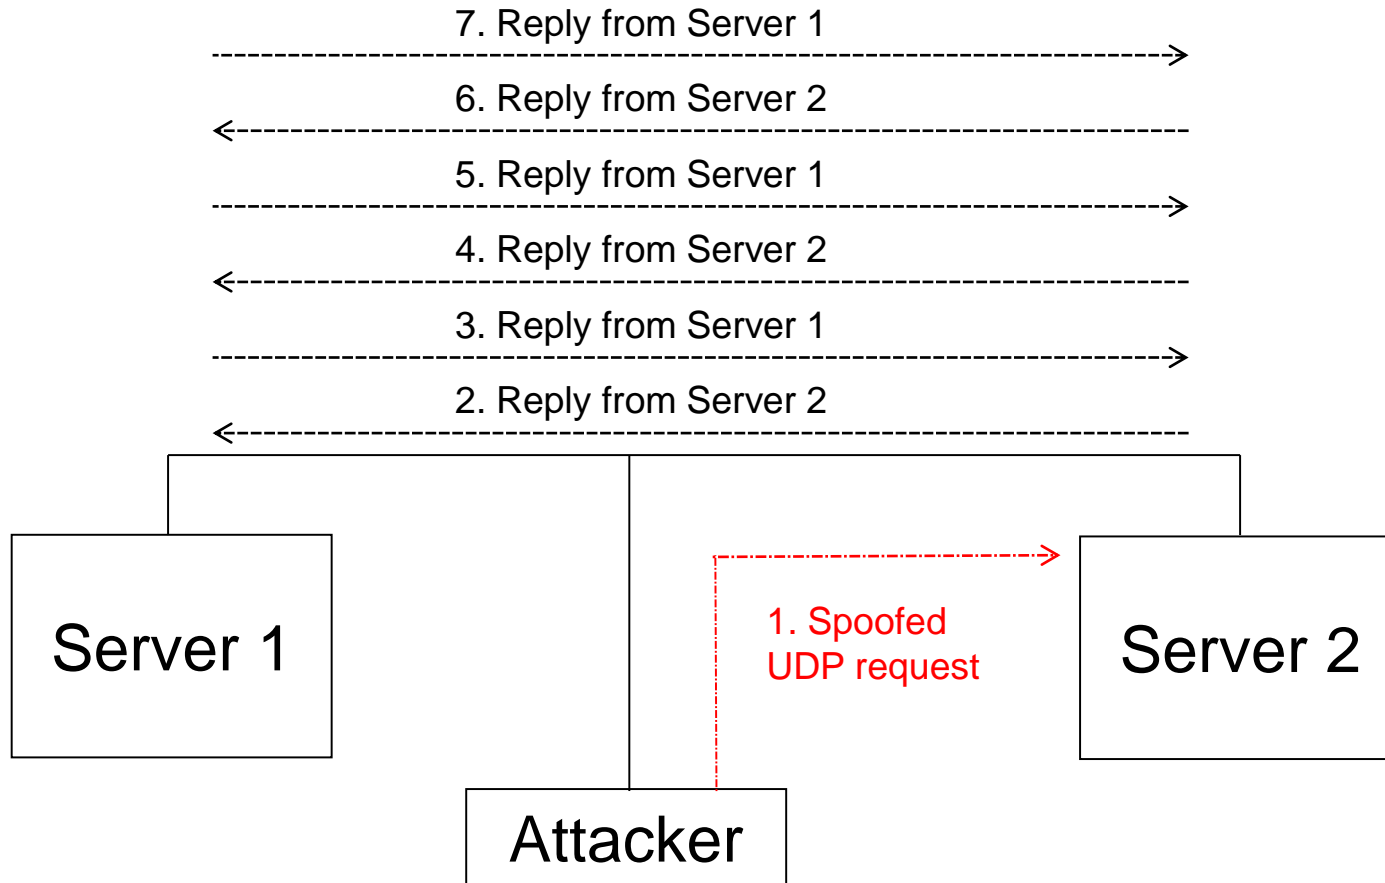 7. Reply from Server 1
6. Reply from Server 2
5. Reply from Server 1
4. Reply from Server 2
3. Reply from Server 1
2. Reply from Server 2
Server 1
1. Spoofed
UDP request
Server 2
Attacker